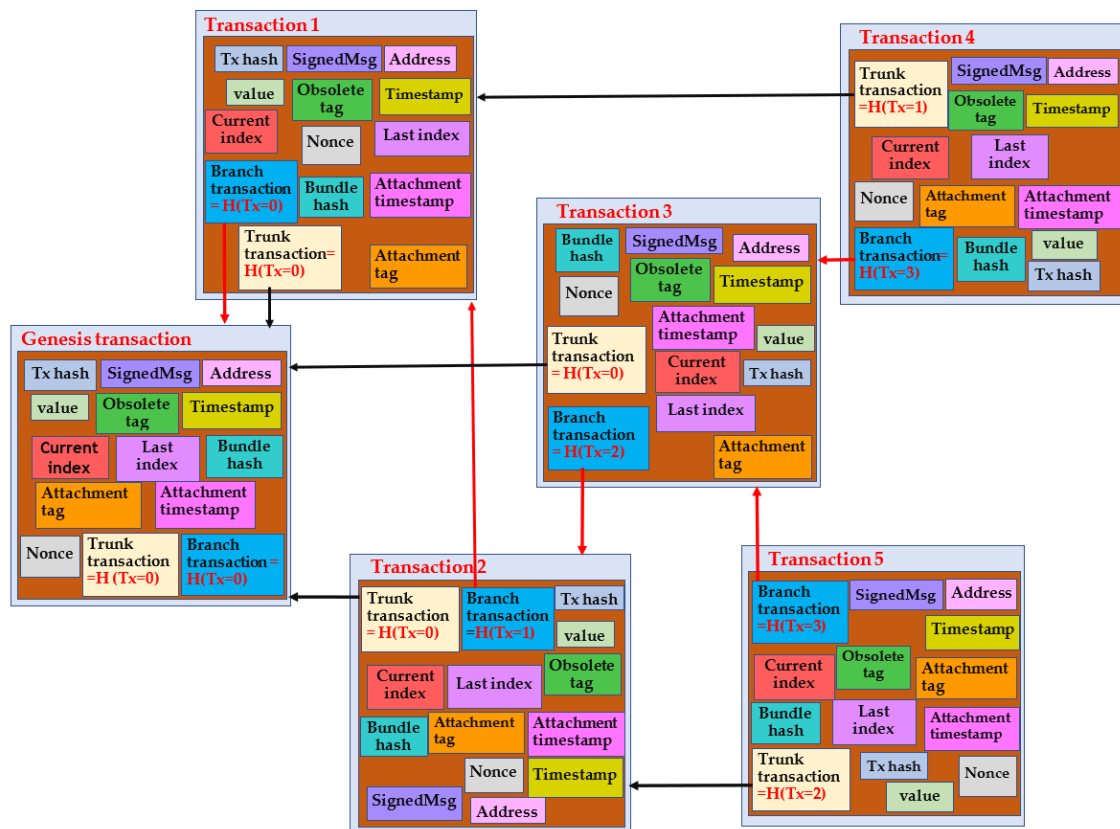 Transaction 1
Tx hash
SignedMsg
Address
value
Obsolete
tag
Timestamp
Current
index
Nonce
Last index
Branch
transaction
= H(Tx=0)
Bundle
hash
Attachment
timestamp
Trunk
transaction=
H(Tx=0)
Attachment
tag
Transaction 4
Trunk
transaction
=H(Tx=1)
SignedMsg
Address
Obsolete
tag
Timestamp
Current
index
Last
index
Nonce
Attachment
tag
Attachment
timestamp
Branch
transaction=
H(Tx=3)
Bundle
hash
value
Tx hash
Transaction 3
Bundle
hash
SignedMsg
Address
Obsolete
tag
Timestamp
Nonce
Attachment
timestamp
value
Trunk
transaction
= H(Tx=0)
Current
index
Tx hash
Last index
Branch
transaction
= H(Tx=2)
Attachment
tag
Genesis transaction
Tx hash
SignedMsg
Address
value
Obsolete
tag
Timestamp
Current
index
Last
index
Bundle
hash
Attachment
tag
Attachment
timestamp
Nonce
Trunk
transaction
=H (Tx=0)
Branch
transaction=
H(Tx=0)
Transaction 2
Trunk
transaction
= H(Tx=0)
Branch
transaction
=H(Tx=1)
Tx hash
value
Current
index
Last index
Obsolete
tag
Bundle
hash
Attachment
tag
Attachment
timestamp
Nonce
Timestamp
SignedMsg
Address
Transaction 5
Branch
transaction
=H(Tx=3)
SignedMsg
Address
Timestamp
Current
index
Obsolete
tag
Attachment
tag
Bundle
hash
Last
index
Attachment
timestamp
Trunk
transaction
=H(Tx=2)
Tx hash
Nonce
value